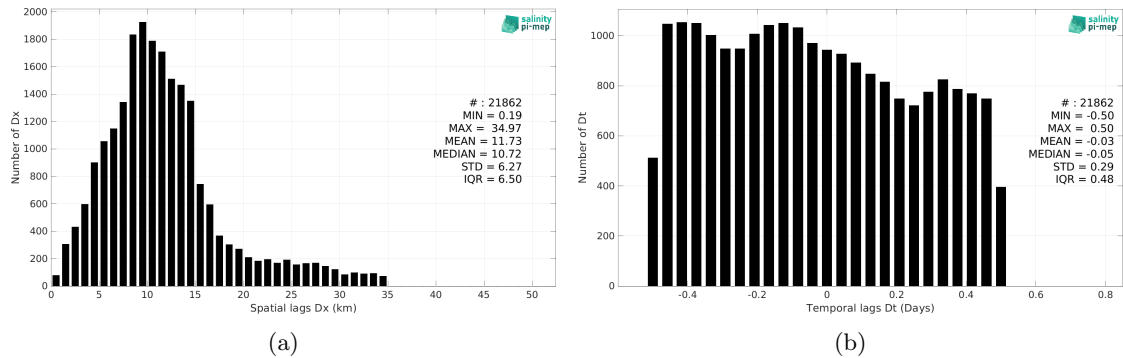 2000
1800
1600
1400
1200
1000
800
600
400
200
0
0 5 10 15 20 25 30 35 40 45 50
Number of Dx
Spatial lags Dx (km)
salinity
pi-mep
# : 21862
MIN = 0.19
MAX = 34.97
MEAN = 11.73
MEDIAN = 10.72
STD = 6.27
IQR = 6.50
(a)
1000
800
600
400
200
0
-0.4 -0.2 0 0.2 0.4 0.6 0.8
Number of Dt
Temporal lags Dt (Days)
salinity
pi-mep
# : 21862
MIN = -0.50
MAX = 0.50
MEAN = -0.03
MEDIAN = -0.05
STD = 0.29
IQR = 0.48
(b)